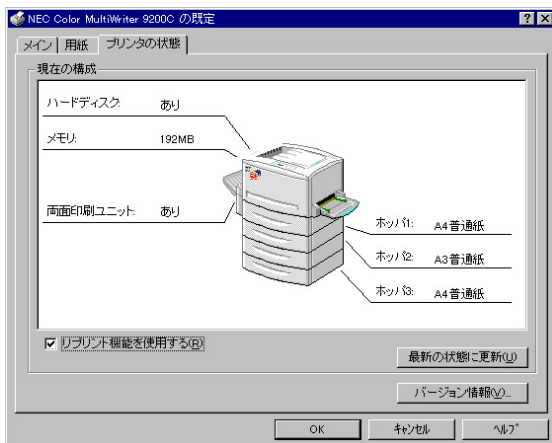 NEC Color MultiWriter 9200C の既定
メイン 用紙 プリンタの状態
現在の構成
ハードディスク: あり
メモリ: 192MB
両面印刷ユニット: あり
ホッパ1: A4普通紙
ホッパ2: A3普通紙
ホッパ3: A4普通紙
リプリント機能を使用する(R)
最新の状態に更新(U)
バージョン情報(V)...
OK キャンセル ヘルプ